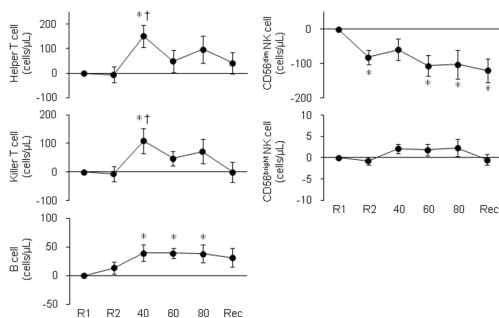 Helper T cell
(cells/μL)
200
100
0
-100
*†
Killer T cell
(cells/μL)
200
100
0
-100
*†
B cell
(cells/μL)
100
50
0
-50
* * *
R1 R2 40 60 80 Rec
CD56dim NK cell
(cells/μL)
0
-100
-200
* * * *
CD56bright NK cell
(cells/μL)
10
5
0
-5
R1 R2 40 60 80 Rec